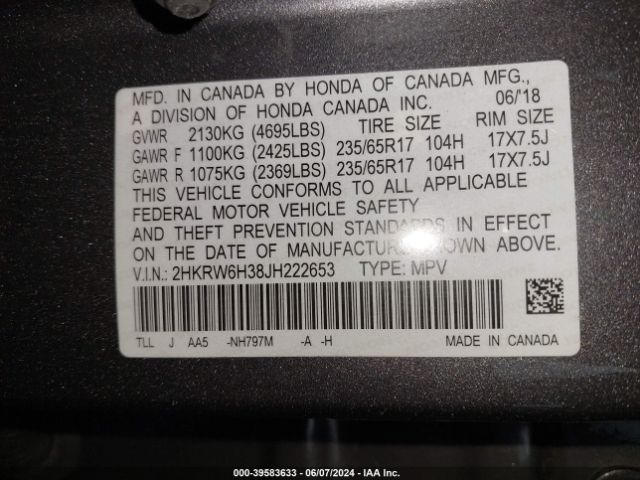 MFD. IN CANADA BY HONDA OF CANADA MFG.,
A DIVISION OF HONDA CANADA INC. 06/'18
GVWR 2130KG (4695LBS) TIRE SIZE RIM SIZE
GAWR F 1100KG (2425LBS) 235/65R17 104H 17X7.5J
GAWR R 1075KG (2369LBS) 235/65R17 104H 17X7.5J
THIS VEHICLE CONFORMS TO ALL APPLICABLE
FEDERAL MOTOR VEHICLE SAFETY
AND THEFT PREVENTION STANDARDS IN EFFECT
ON THE DATE OF MANUFACTURE SHOWN ABOVE.
V.I.N.: 2HKRW6H38JH222653 TYPE: MPV
TLL J AA5 -NH797M -A -H MADE IN CANADA
000-39583633 - 06/07/2024 - IAA Inc.